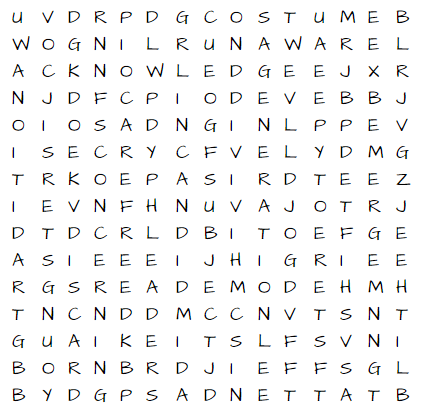 U V D R P D G C O S T U M E B
W O G N I L R U N A W A R E L
A C K N O W L E D G E E J X R
N J D F C P I O D E V E B B J
O I O S A D N G I N L P P E V
I S E C R Y C F V E L Y D M G
T R K O E P A S I R D T E E Z
I E V N F H N U V A J O T R J
D T D C R L D B I T O E F G E
A S I E E E I J H I G R I E E
R G S R E A D E M O D E H M H
T N C N D D M C C N V T S N T
G U A I K E I T S L F S V N I
B O R N B R D J I E F F S G L
B Y D G P S A D N E T T A T B